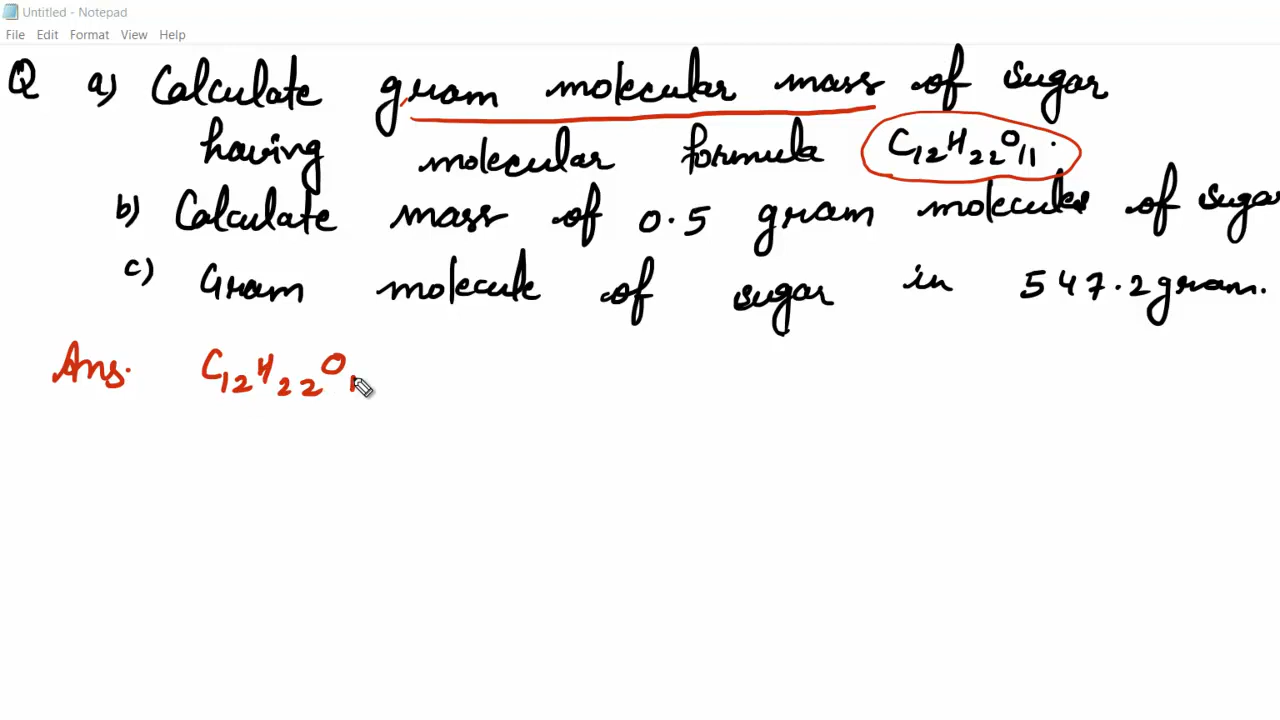 Untitled - Notepad
File Edit Format View Help
Q a) Calculate gram molecular mass of sugar
having molecular formula C₁₂H₂₂O₁₁.
b) Calculate mass of 0.5 gram molecules of sugar
c) Gram molecule of sugar in 547.2 gram.
Ans. C₁₂H₂₂O₁